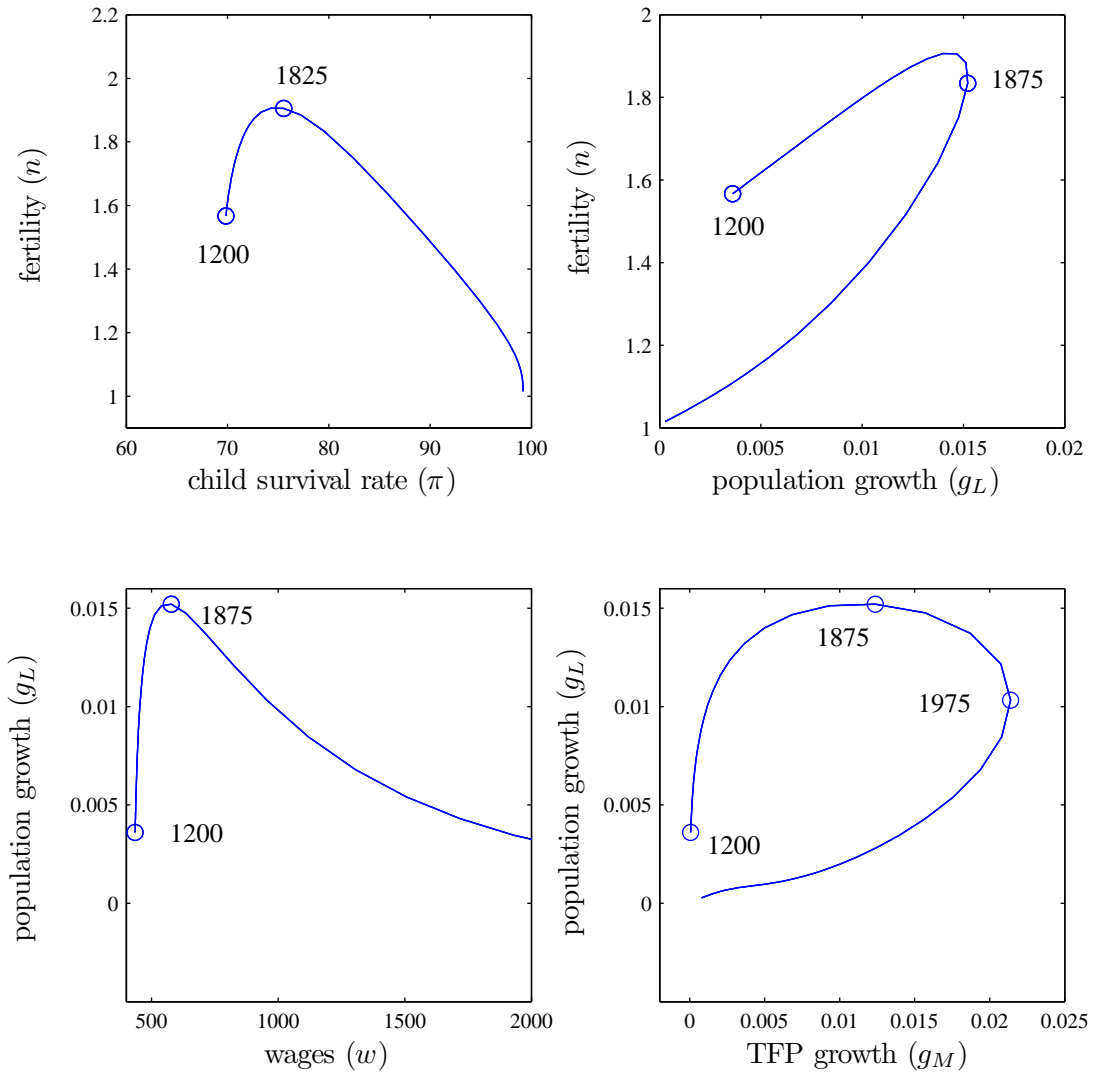 2.2
2
1.8
1.6
1.4
1.2
1
60 70 80 90 100
fertility (n)
child survival rate (π)
1825
1200
2
1.8
1.6
1.4
1.2
1
0 0.005 0.01 0.015 0.02
fertility (n)
population growth (g_L)
1875
1200
0.015
0.01
0.005
0
500 1000 1500 2000
population growth (g_L)
wages (w)
1875
1200
0.015
0.01
0.005
0
0 0.005 0.01 0.015 0.02 0.025
population growth (g_L)
TFP growth (g_M)
1875
1975
1200